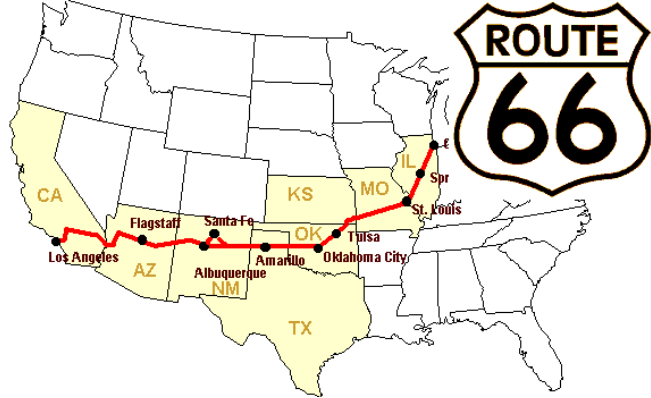 ROUTE
66
IL
Spr
MO
St. Louis
KS
CA
Flagstaff
Santa Fe
OK
Tulsa
Los Angeles
Amarillo
Oklahoma City
AZ
Albuquerque
NM
TX